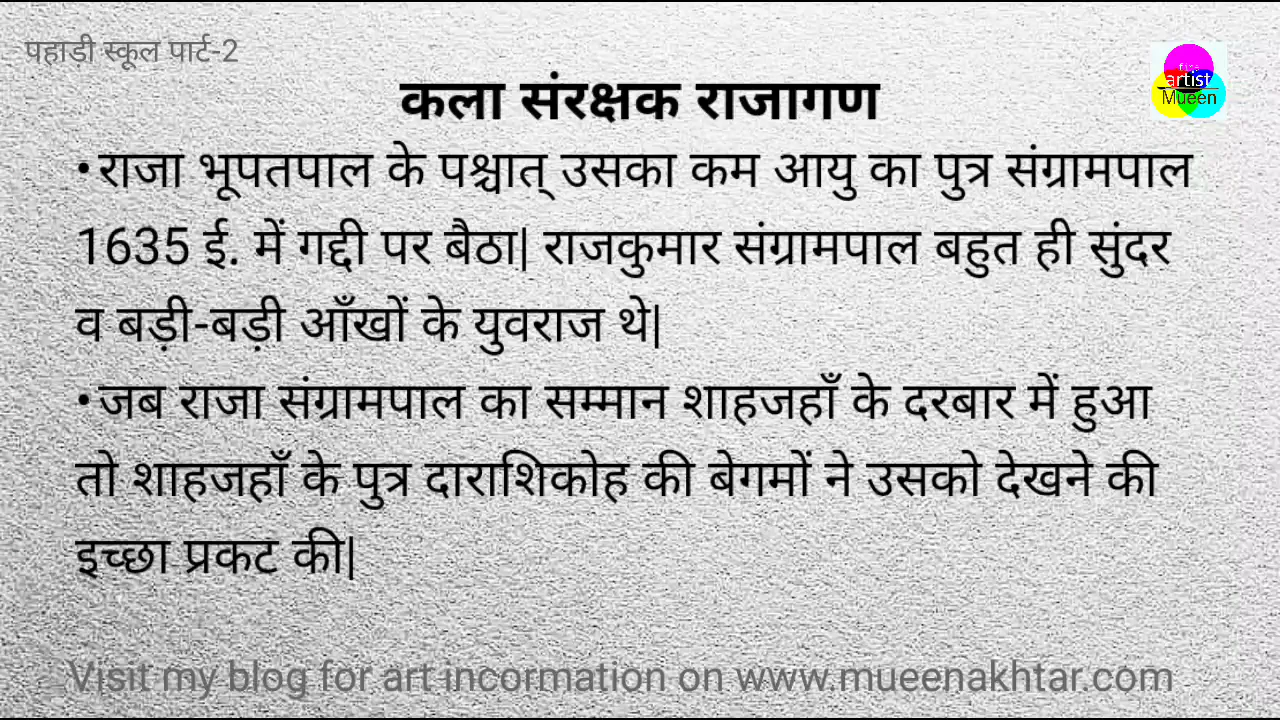 पहाड़ी स्कूल पार्ट-2
artist
Mueen
कला संरक्षक राजागण
•राजा भूपतपाल के पश्चात् उसका कम आयु का पुत्र संग्रामपाल
1635 ई. में गद्दी पर बैठा| राजकुमार संग्रामपाल बहुत ही सुंदर
व बड़ी-बड़ी आँखों के युवराज थे|
•जब राजा संग्रामपाल का सम्मान शाहजहाँ के दरबार में हुआ
तो शाहजहाँ के पुत्र दाराशिकोह की बेगमों ने उसको देखने की
इच्छा प्रकट की|
Visit my blog for art incormation on www.mueenakhtar.com